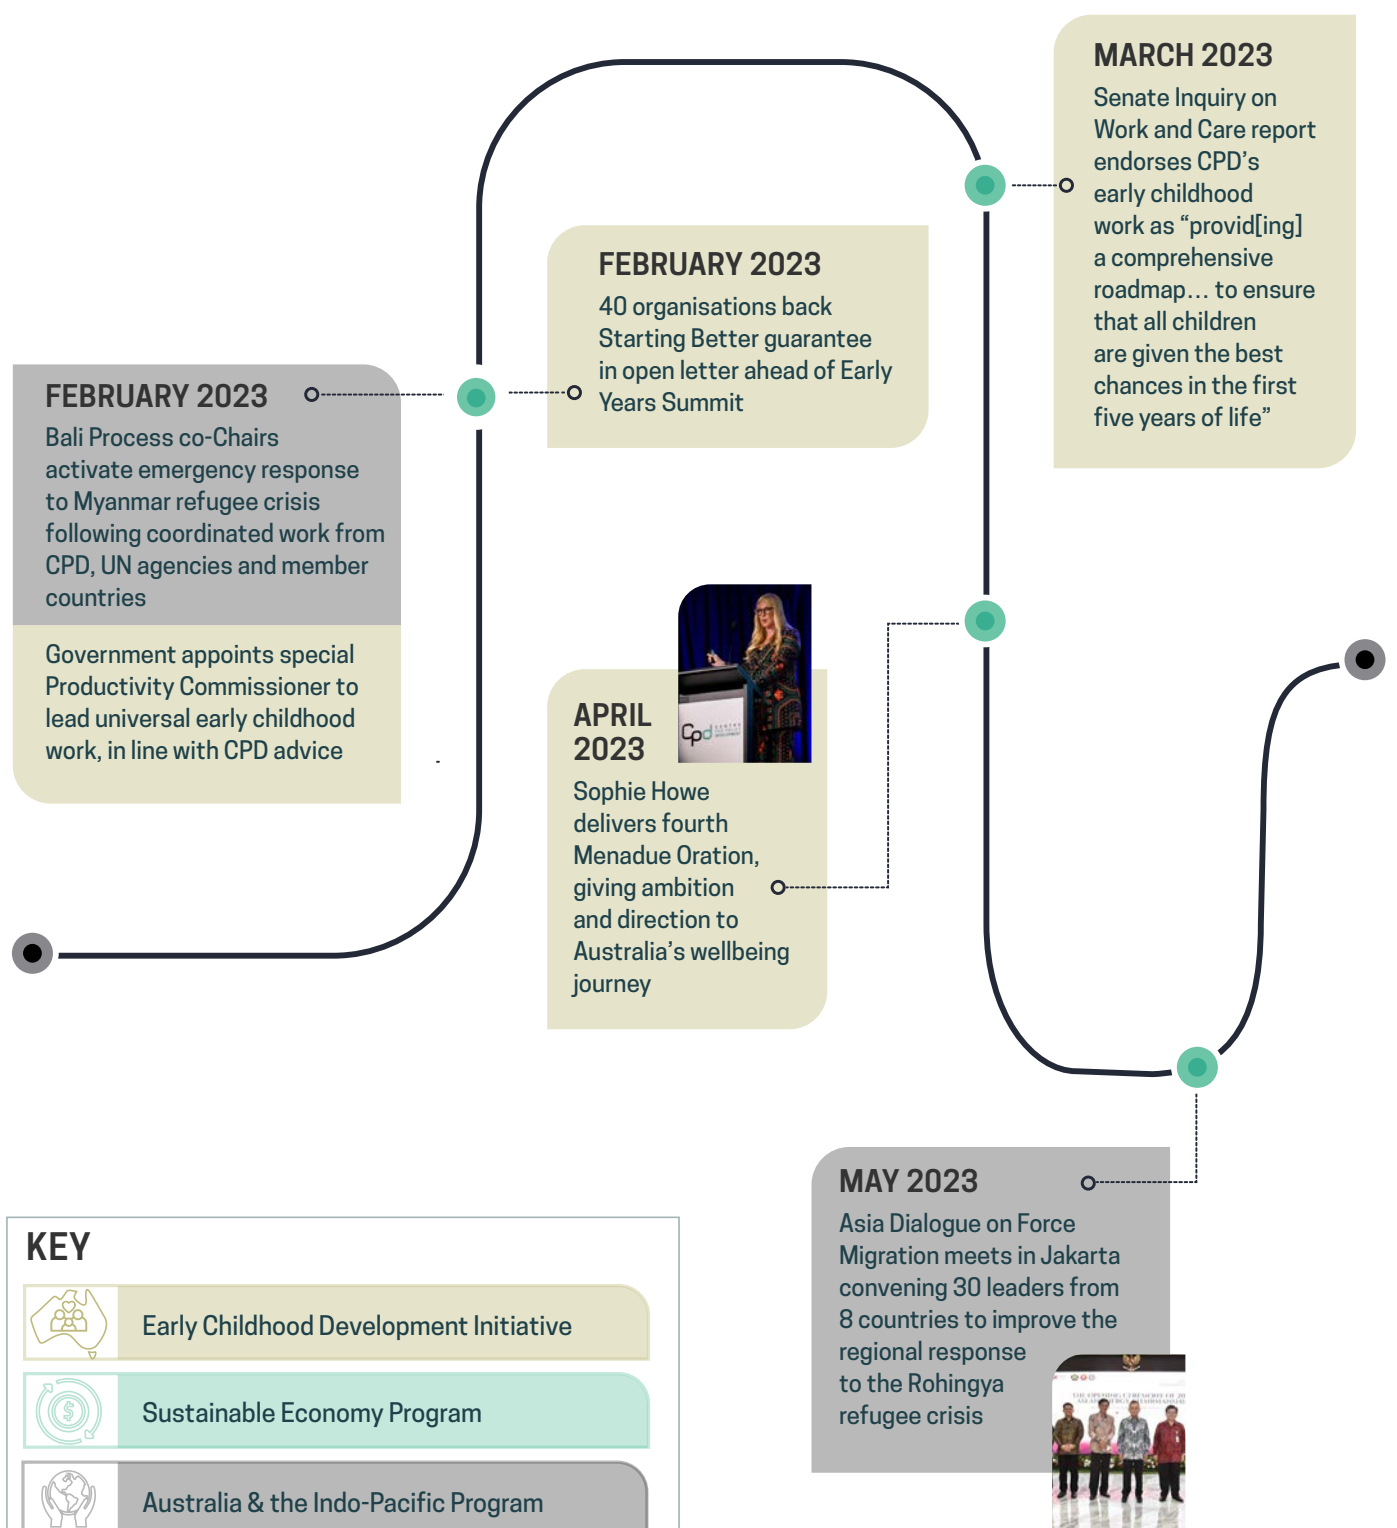 FEBRUARY 2023
Bali Process co-Chairs
activate emergency response
to Myanmar refugee crisis
following coordinated work from
CPD, UN agencies and member
countries
Government appoints special
Productivity Commissioner to
lead universal early childhood
work, in line with CPD advice
FEBRUARY 2023
40 organisations back
Starting Better guarantee
in open letter ahead of Early
Years Summit
MARCH 2023
Senate Inquiry on
Work and Care report
endorses CPD’s
early childhood
work as “provid[ing]
a comprehensive
roadmap… to ensure
that all children
are given the best
chances in the first
five years of life”
APRIL
2023
Sophie Howe
delivers fourth
Menadue Oration,
giving ambition
and direction to
Australia’s wellbeing
journey
cpd
MAY 2023
Asia Dialogue on Force
Migration meets in Jakarta
convening 30 leaders from
8 countries to improve the
regional response
to the Rohingya
refugee crisis
THE OPENING CEREMONY OF 20
KEY
Early Childhood Development Initiative
Sustainable Economy Program
Australia & the Indo-Pacific Program